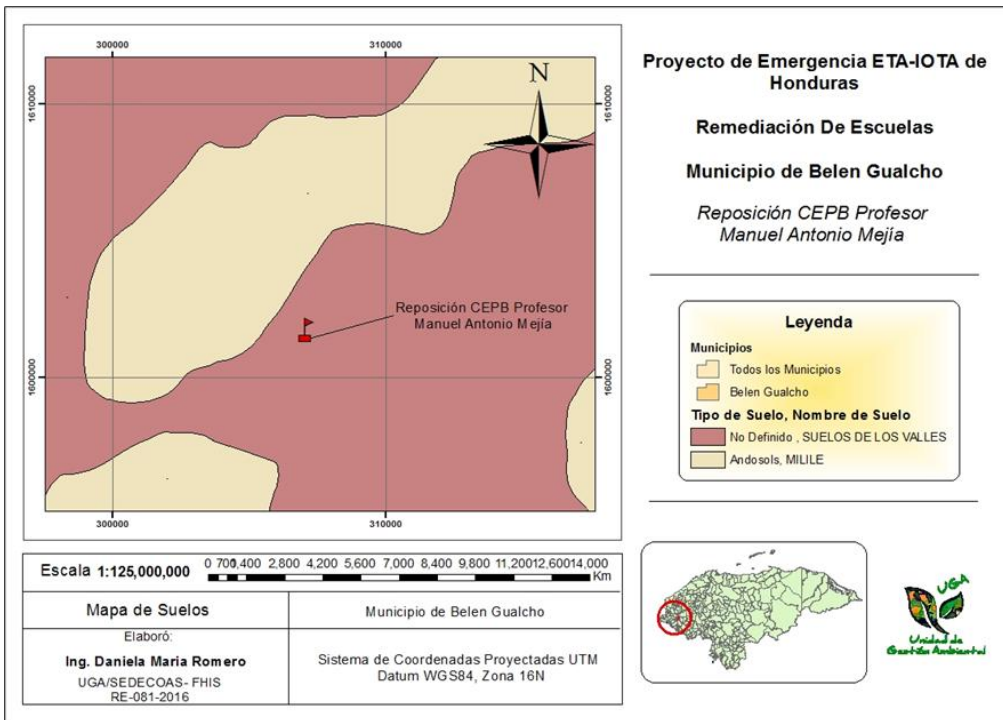 300000
310000
1610000
1610000
N
Reposición CEPB Profesor
Manuel Antonio Mejía
1600000
1600000
300000
310000
Proyecto de Emergencia ETA-IOTA de
Honduras
Remediación De Escuelas
Municipio de Belen Gualcho
Reposición CEPB Profesor
Manuel Antonio Mejía
Leyenda
Municipios
Todos los Municipios
Belen Gualcho
Tipo de Suelo, Nombre de Suelo
No Definido , SUELOS DE LOS VALLES
Andosols, MILILE
Escala 1:125,000,000
0 700 1,400 2,800 4,200 5,600 7,000 8,400 9,800 11,200 12,600 14,000
Km
Mapa de Suelos
Municipio de Belen Gualcho
Elaboró:
Ing. Daniela Maria Romero
UGA/SEDECOAS- FHIS
RE-081-2016
Sistema de Coordenadas Proyectadas UTM
Datum WGS84, Zona 16N
UGA
Unidad de
Gestión Ambiental